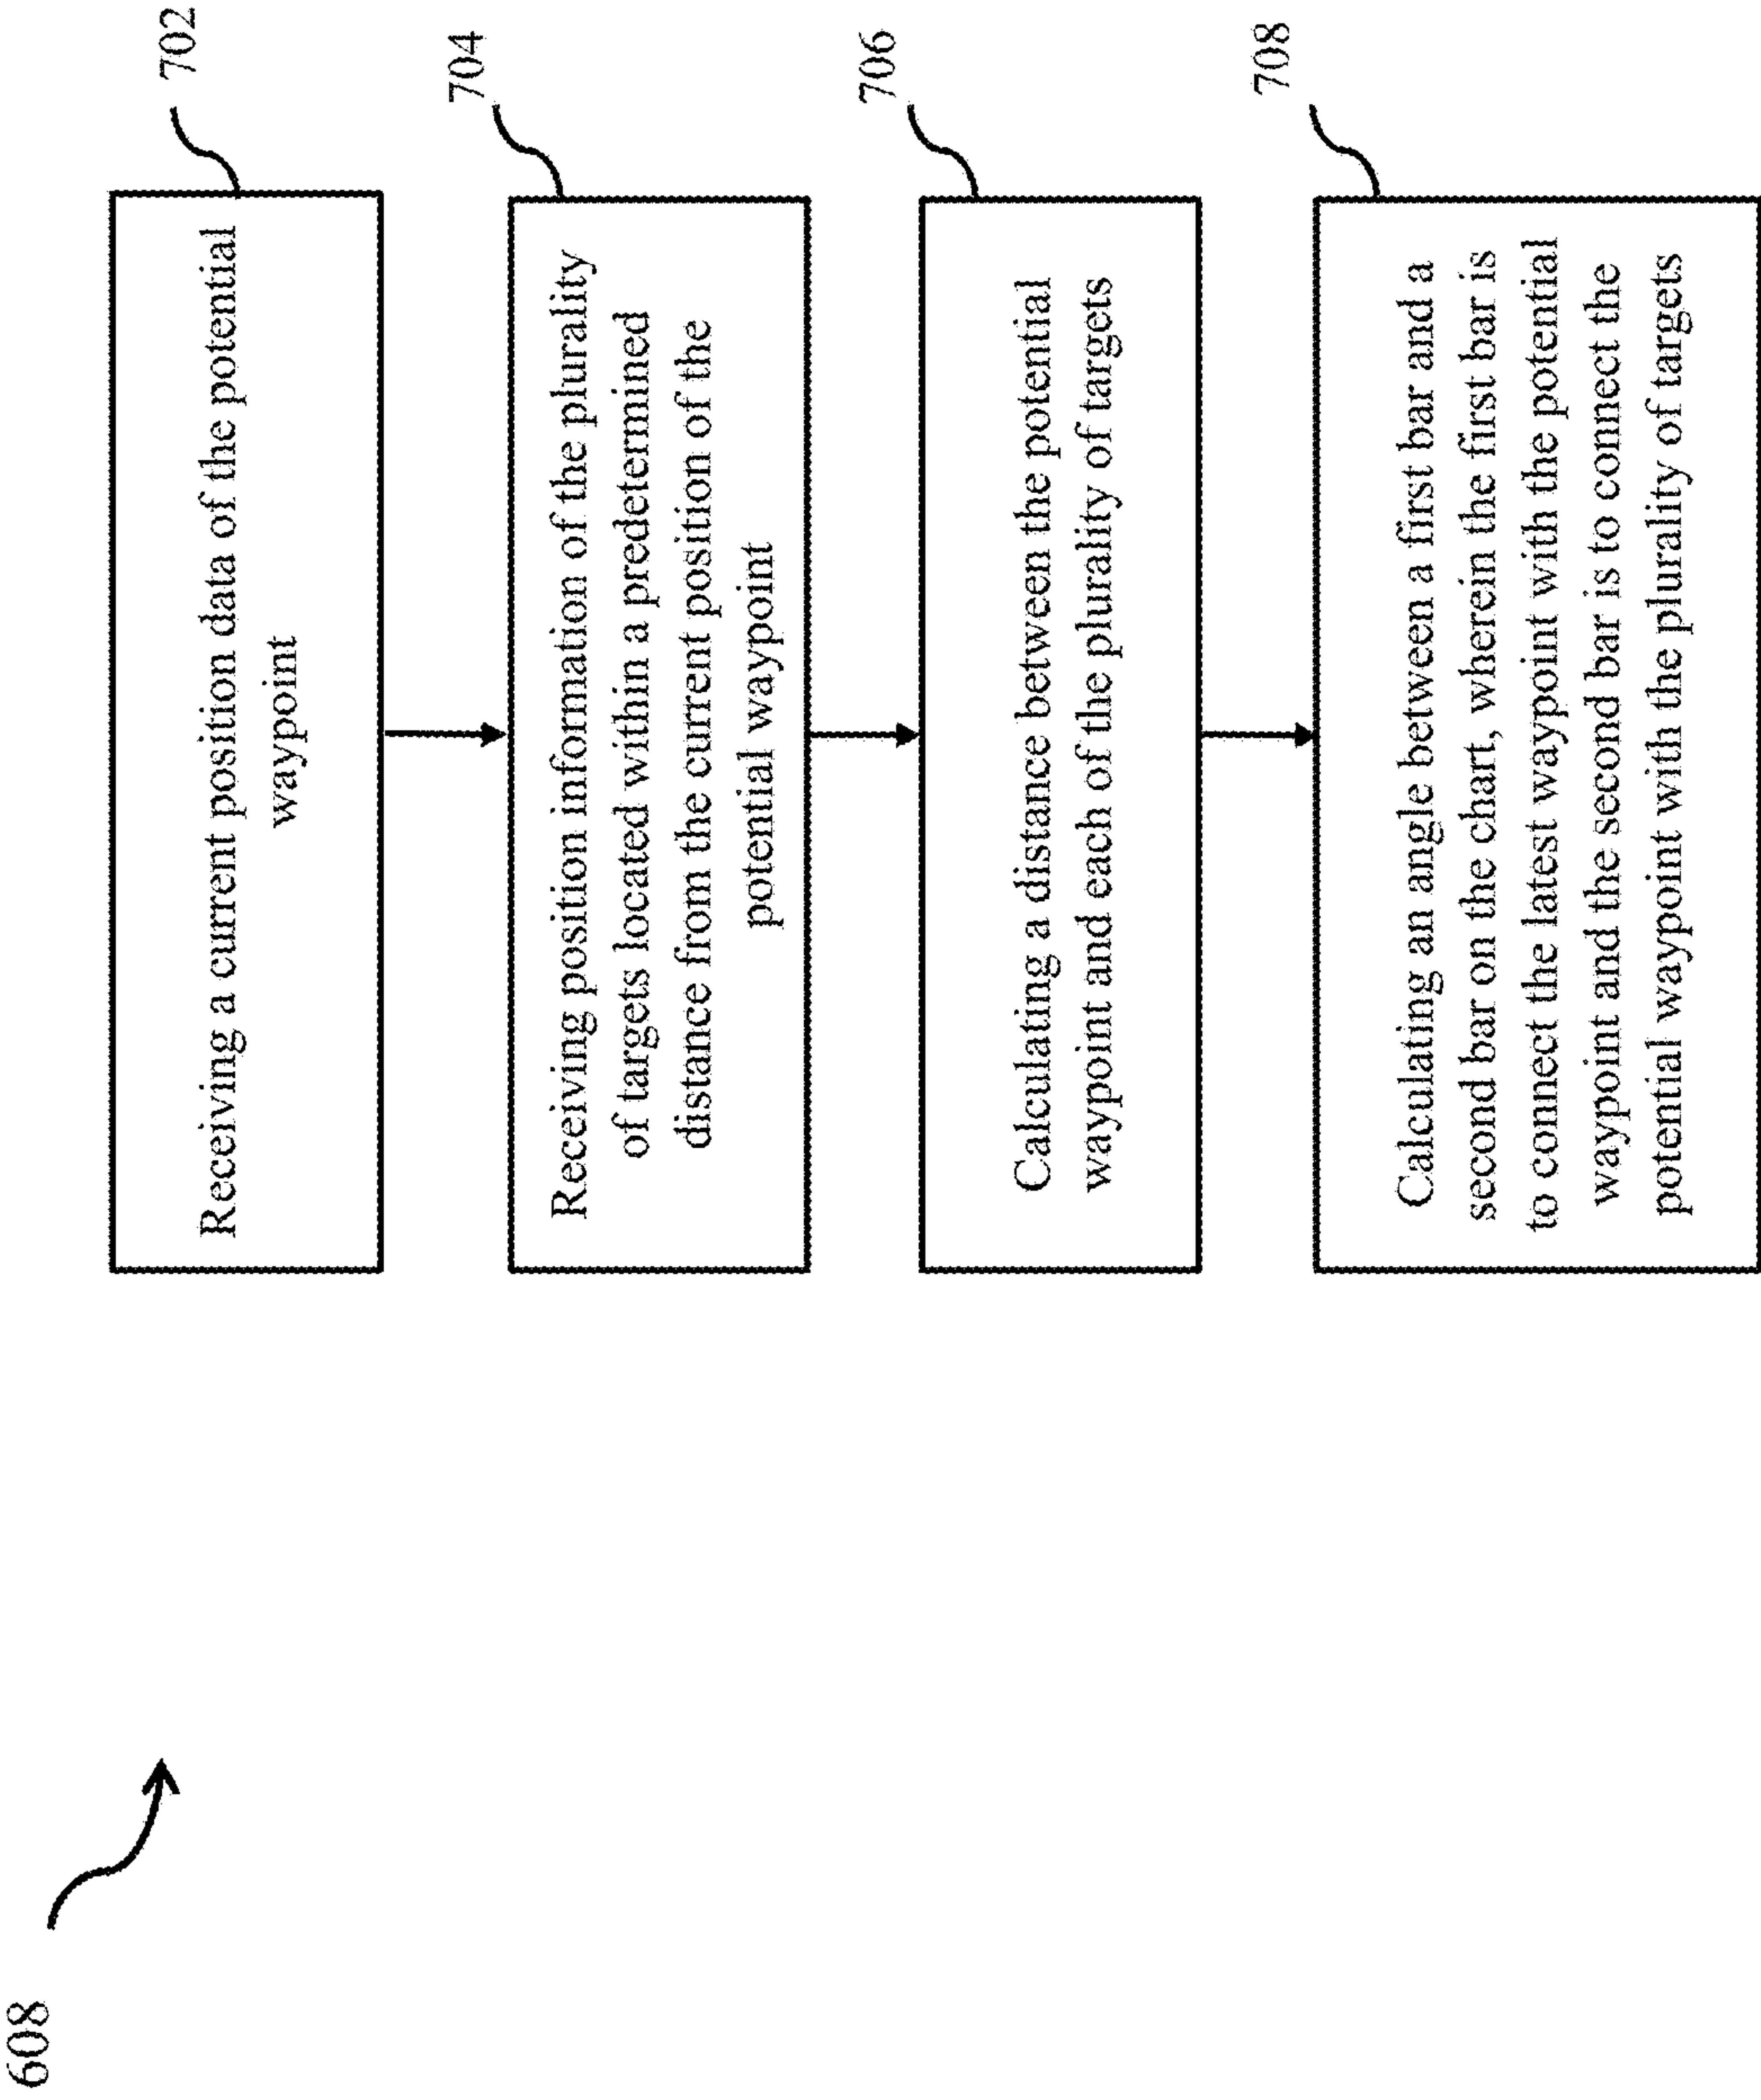 608
702
Receiving a current position data of the potential
waypoint
704
Receiving position information of the plurality
of targets located within a predetermined
distance from the current position of the
potential waypoint
706
Calculating a distance between the potential
waypoint and each of the plurality of targets
708
Calculating an angle between a first bar and a
second bar on the chart, wherein the first bar is
to connect the latest waypoint with the potential
waypoint and the second bar is to connect the
potential waypoint with the plurality of targets